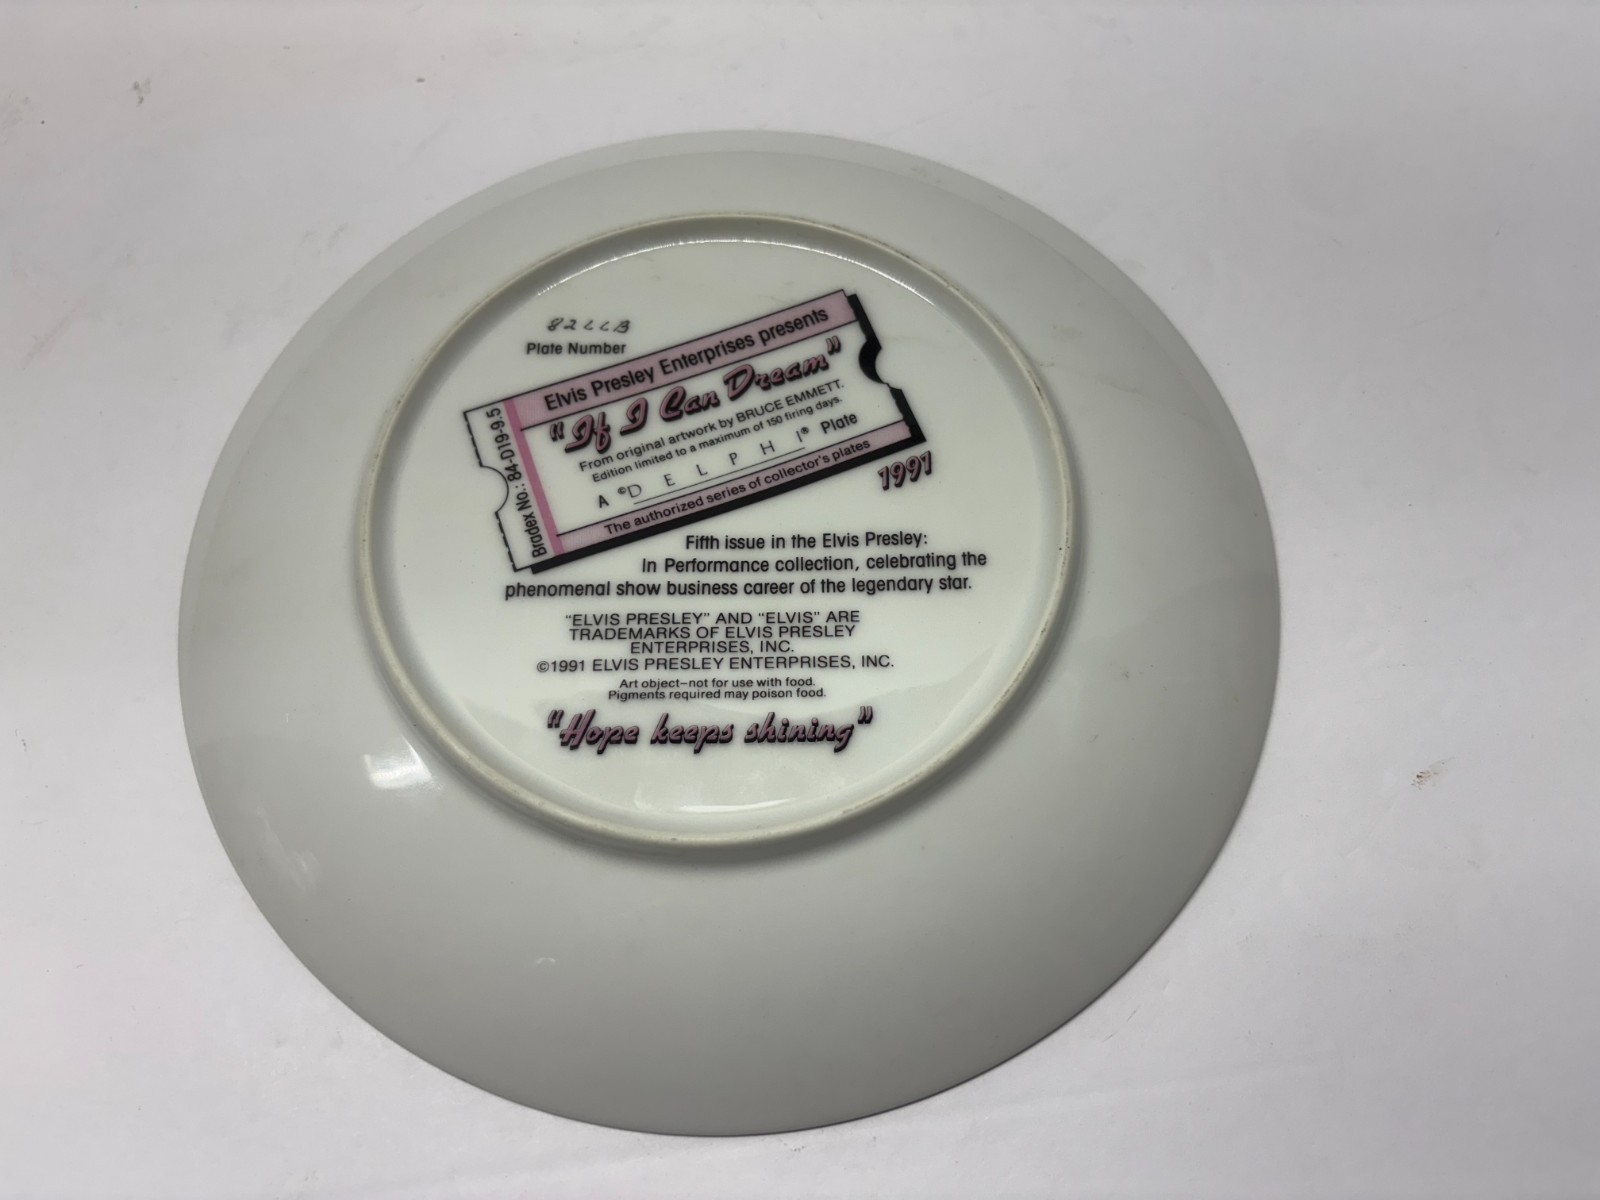 82LLB
Plate Number
Elvis Presley Enterprises presents
"If I Can Dream"
From original artwork by BRUCE EMMETT.
Edition limited to a maximum of 150 firing days.
A ©DELPHI® Plate
The authorized series of collector's plates
Bradex No.: 84-D19-9.5
1991
Fifth issue in the Elvis Presley:
In Performance collection, celebrating the
phenomenal show business career of the legendary star.
"ELVIS PRESLEY" AND "ELVIS" ARE
TRADEMARKS OF ELVIS PRESLEY
ENTERPRISES, INC.
©1991 ELVIS PRESLEY ENTERPRISES, INC.
Art object–not for use with food.
Pigments required may poison food.
"Hope keeps shining"